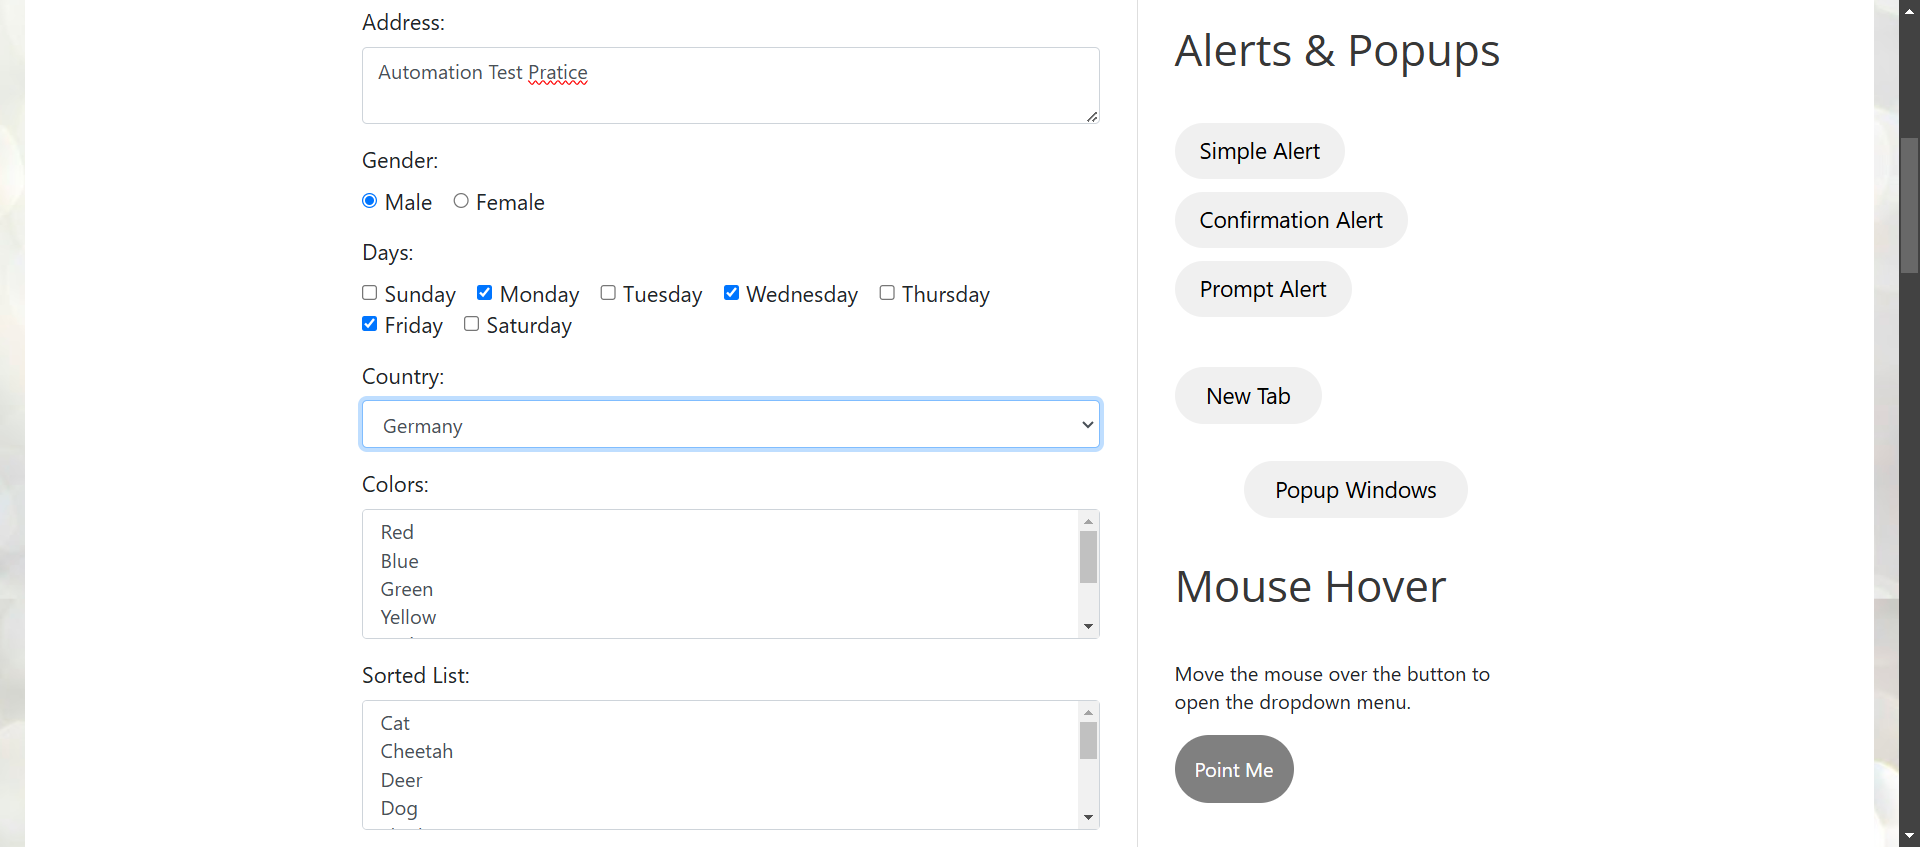 Address:
Automation Test Pratice
Gender:
Male Female
Days:
Sunday Monday Tuesday Wednesday Thursday
Friday Saturday
Country:
Germany
Colors:
Red
Blue
Green
Yellow
Sorted List:
Cat
Cheetah
Deer
Dog
Alerts & Popups
Simple Alert
Confirmation Alert
Prompt Alert
New Tab
Popup Windows
Mouse Hover
Move the mouse over the button to
open the dropdown menu.
Point Me